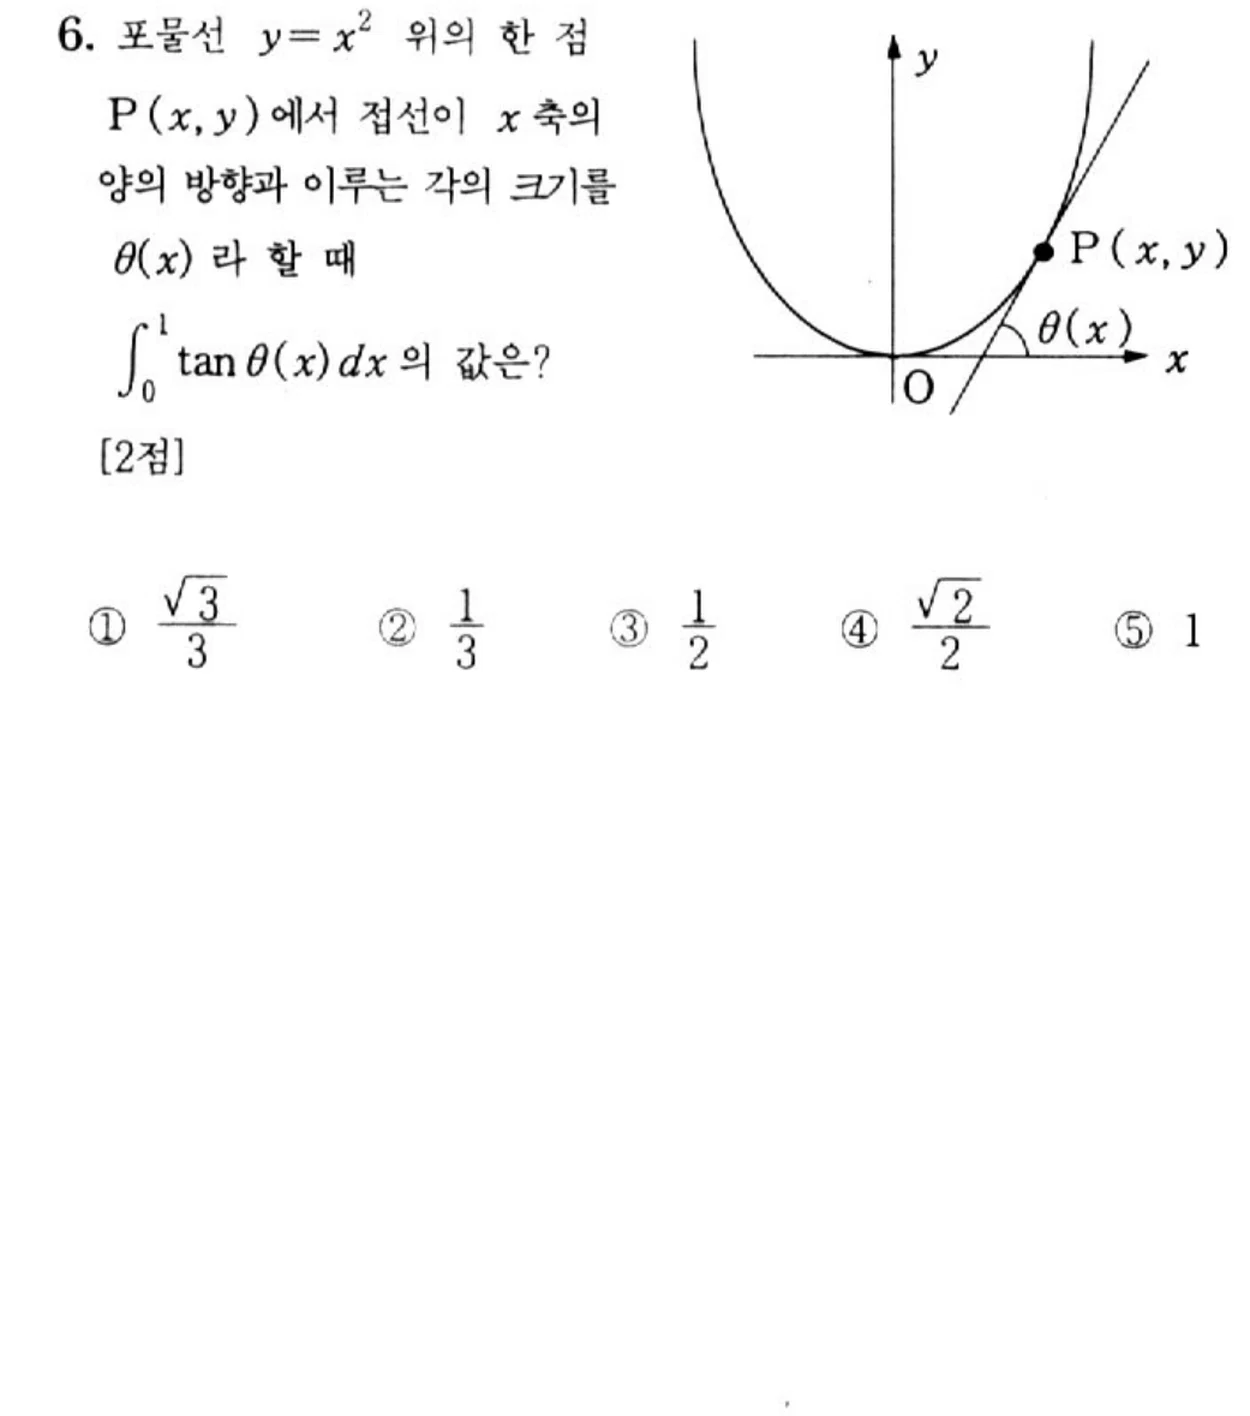 6. 포물선 y=x² 위의 한 점
P(x, y)에서 접선이 x축의
양의 방향과 이루는 각의 크기를
θ(x)라 할 때
∫₀¹ tan θ(x)dx의 값은?
[2점]
y
P(x, y)
θ(x)
x
O
① √3/3 ② 1/3 ③ 1/2 ④ √2/2 ⑤ 1